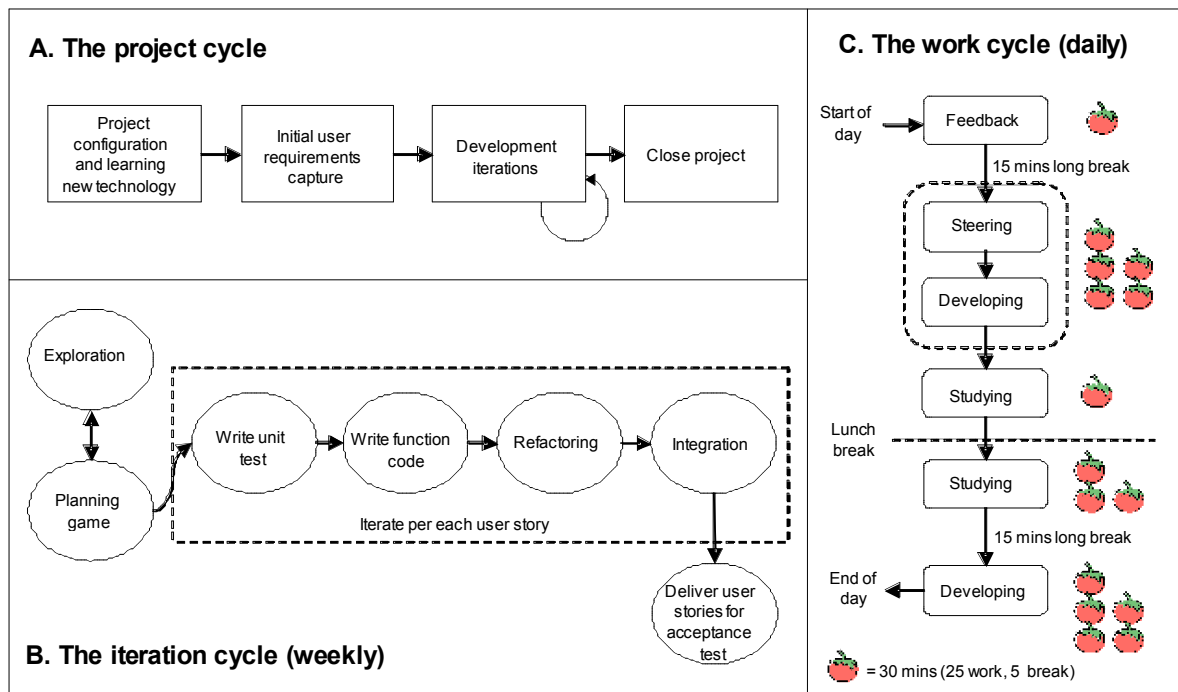 A. The project cycle
Project
configuration
and learning
new technology
Initial user
requirements
capture
Development
iterations
Close project
Exploration
Planning
game
Write unit
test
Write function
code
Refactoring
Integration
Iterate per each user story
Deliver user
stories for
acceptance
test
B. The iteration cycle (weekly)
C. The work cycle (daily)
Start of
day
Feedback
15 mins long break
Steering
Developing
Studying
Lunch
break
Studying
15 mins long break
End of
day
Developing
= 30 mins (25 work, 5 break)